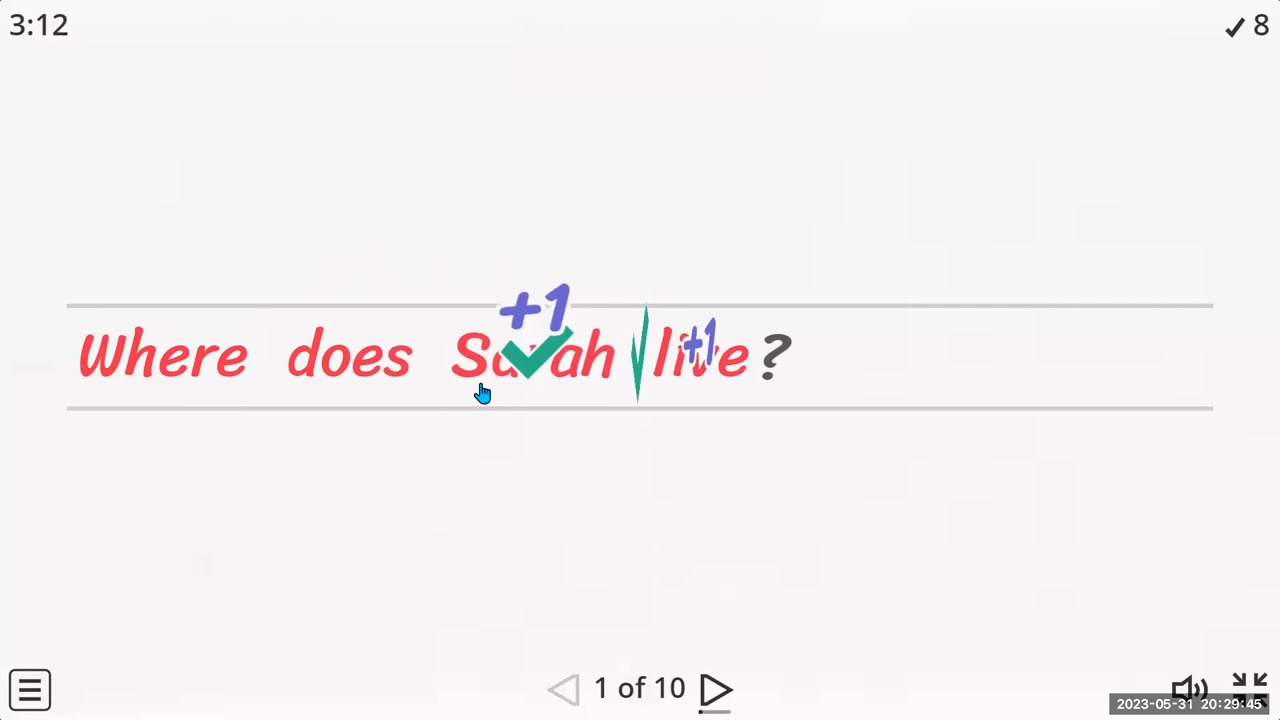 3:12
✓ 8
+1
Where does Sarah live?
+1
1 of 10
2023-05-31 20:29:45